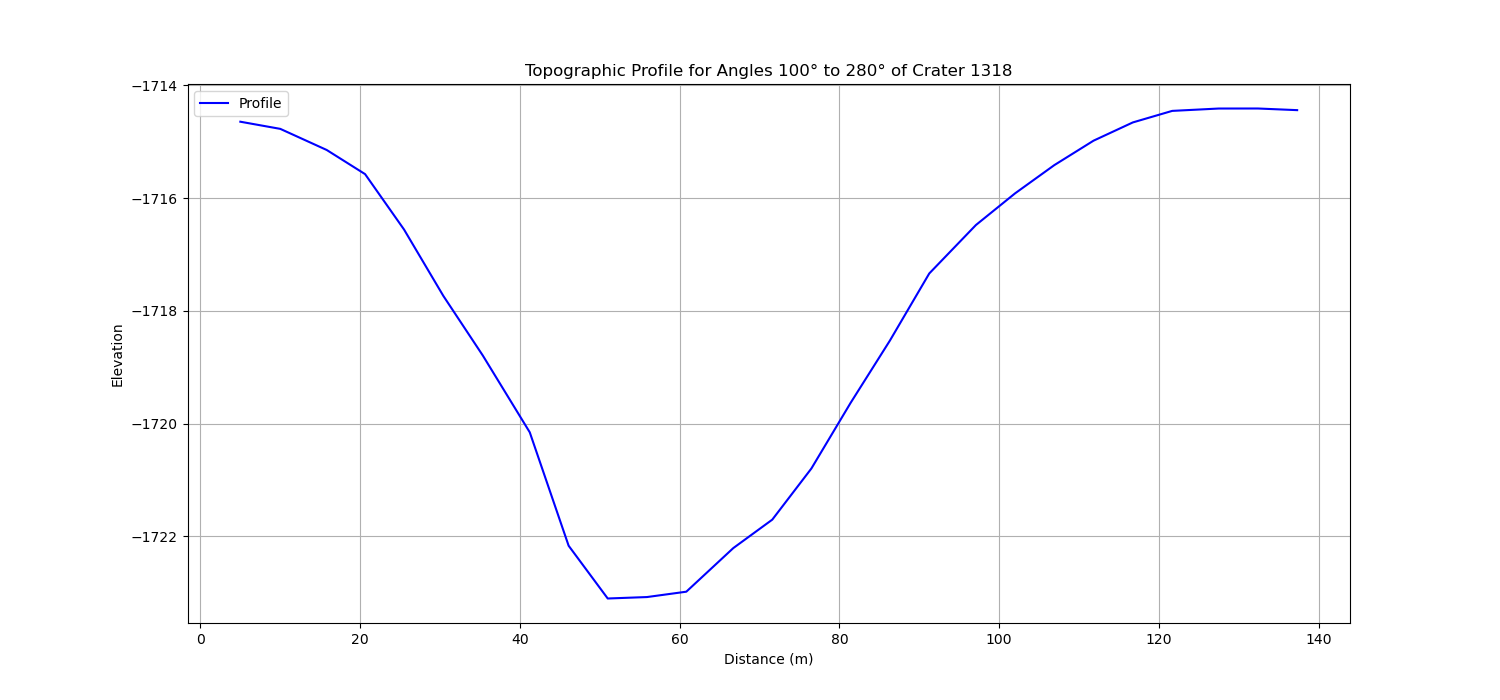 Topographic Profile for Angles 100° to 280° of Crater 1318
Profile
Elevation
−1714
−1716
−1718
−1720
−1722
0 20 40 60 80 100 120 140
Distance (m)